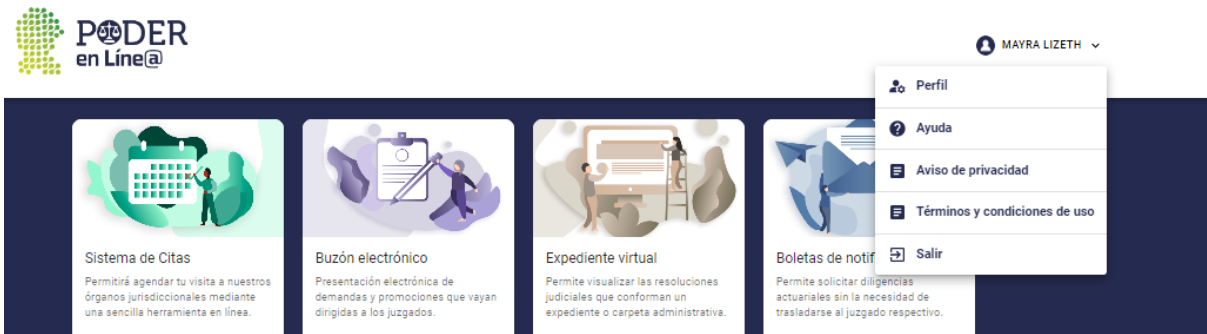 PODER
en Líne@
MAYRA LIZETH
Perfil
Ayuda
Aviso de privacidad
Términos y condiciones de uso
Salir
Sistema de Citas
Permitirá agendar tu visita a nuestros
órganos jurisdiccionales mediante
una sencilla herramienta en línea.
Buzón electrónico
Presentación electrónica de
demandas y promociones que vayan
dirigidas a los juzgados.
Expediente virtual
Permite visualizar las resoluciones
judiciales que conforman un
expediente o carpeta administrativa.
Boletas de notif
Permite solicitar diligencias
actuariales sin la necesidad de
trasladarse al juzgado respectivo.